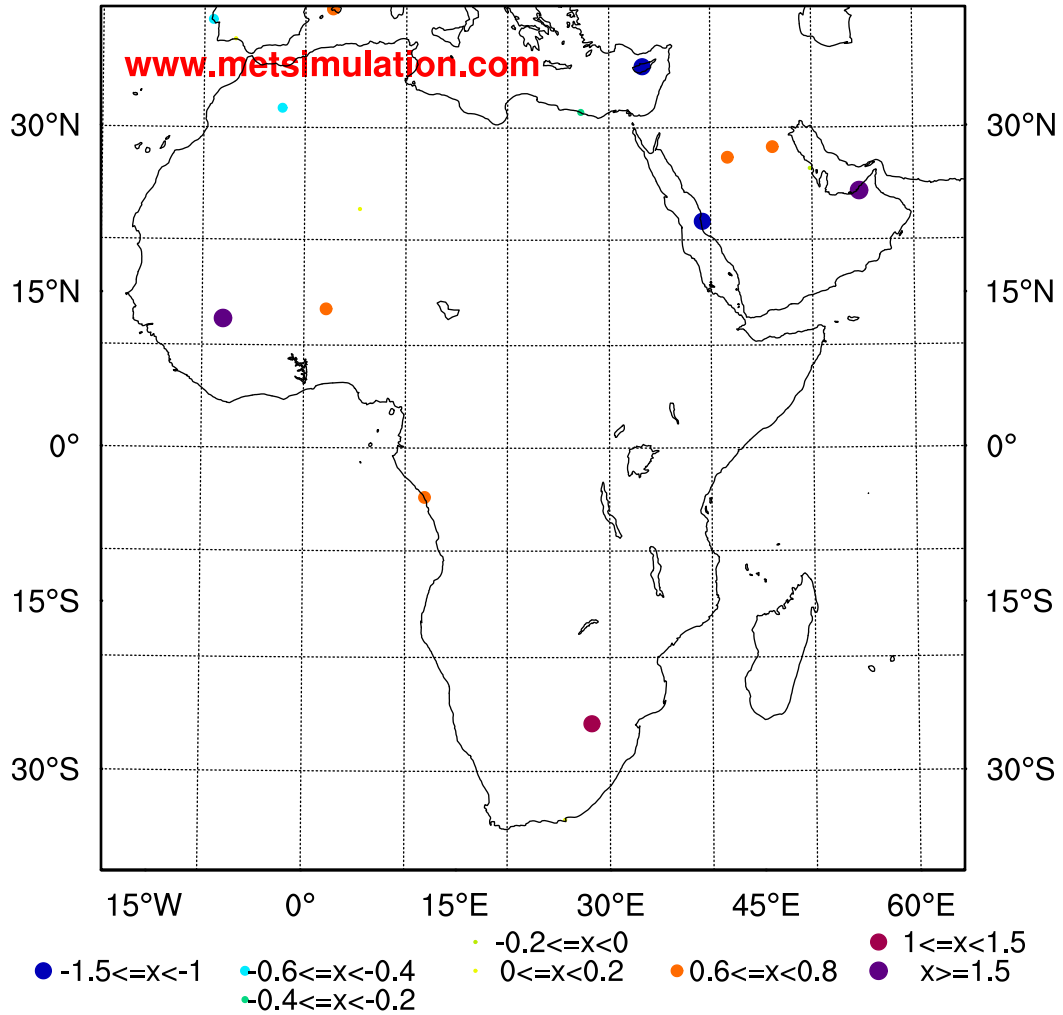 www.metsimulation.com
30°N 30°N
15°N 15°N
0° 0°
15°S 15°S
30°S 30°S
15°W 0° 15°E 30°E 45°E 60°E
-0.2<=x<0 1<=x<1.5
-1.5<=x<-1 -0.6<=x<-0.4 0<=x<0.2 0.6<=x<0.8 x>=1.5
-0.4<=x<-0.2